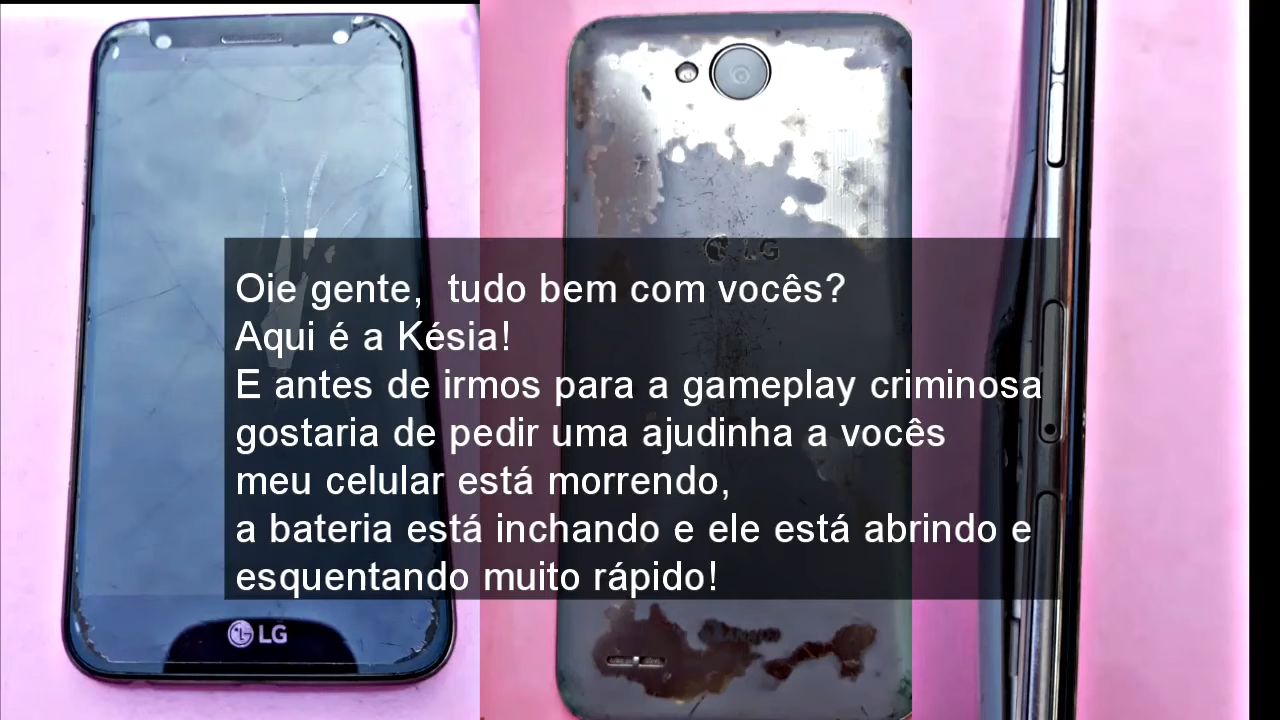 LG
Oie gente,  tudo bem com vocês?
Aqui é a Késia!
E antes de irmos para a gameplay criminosa
gostaria de pedir uma ajudinha a vocês
meu celular está morrendo,
a bateria está inchando e ele está abrindo e
esquentando muito rápido!
LG